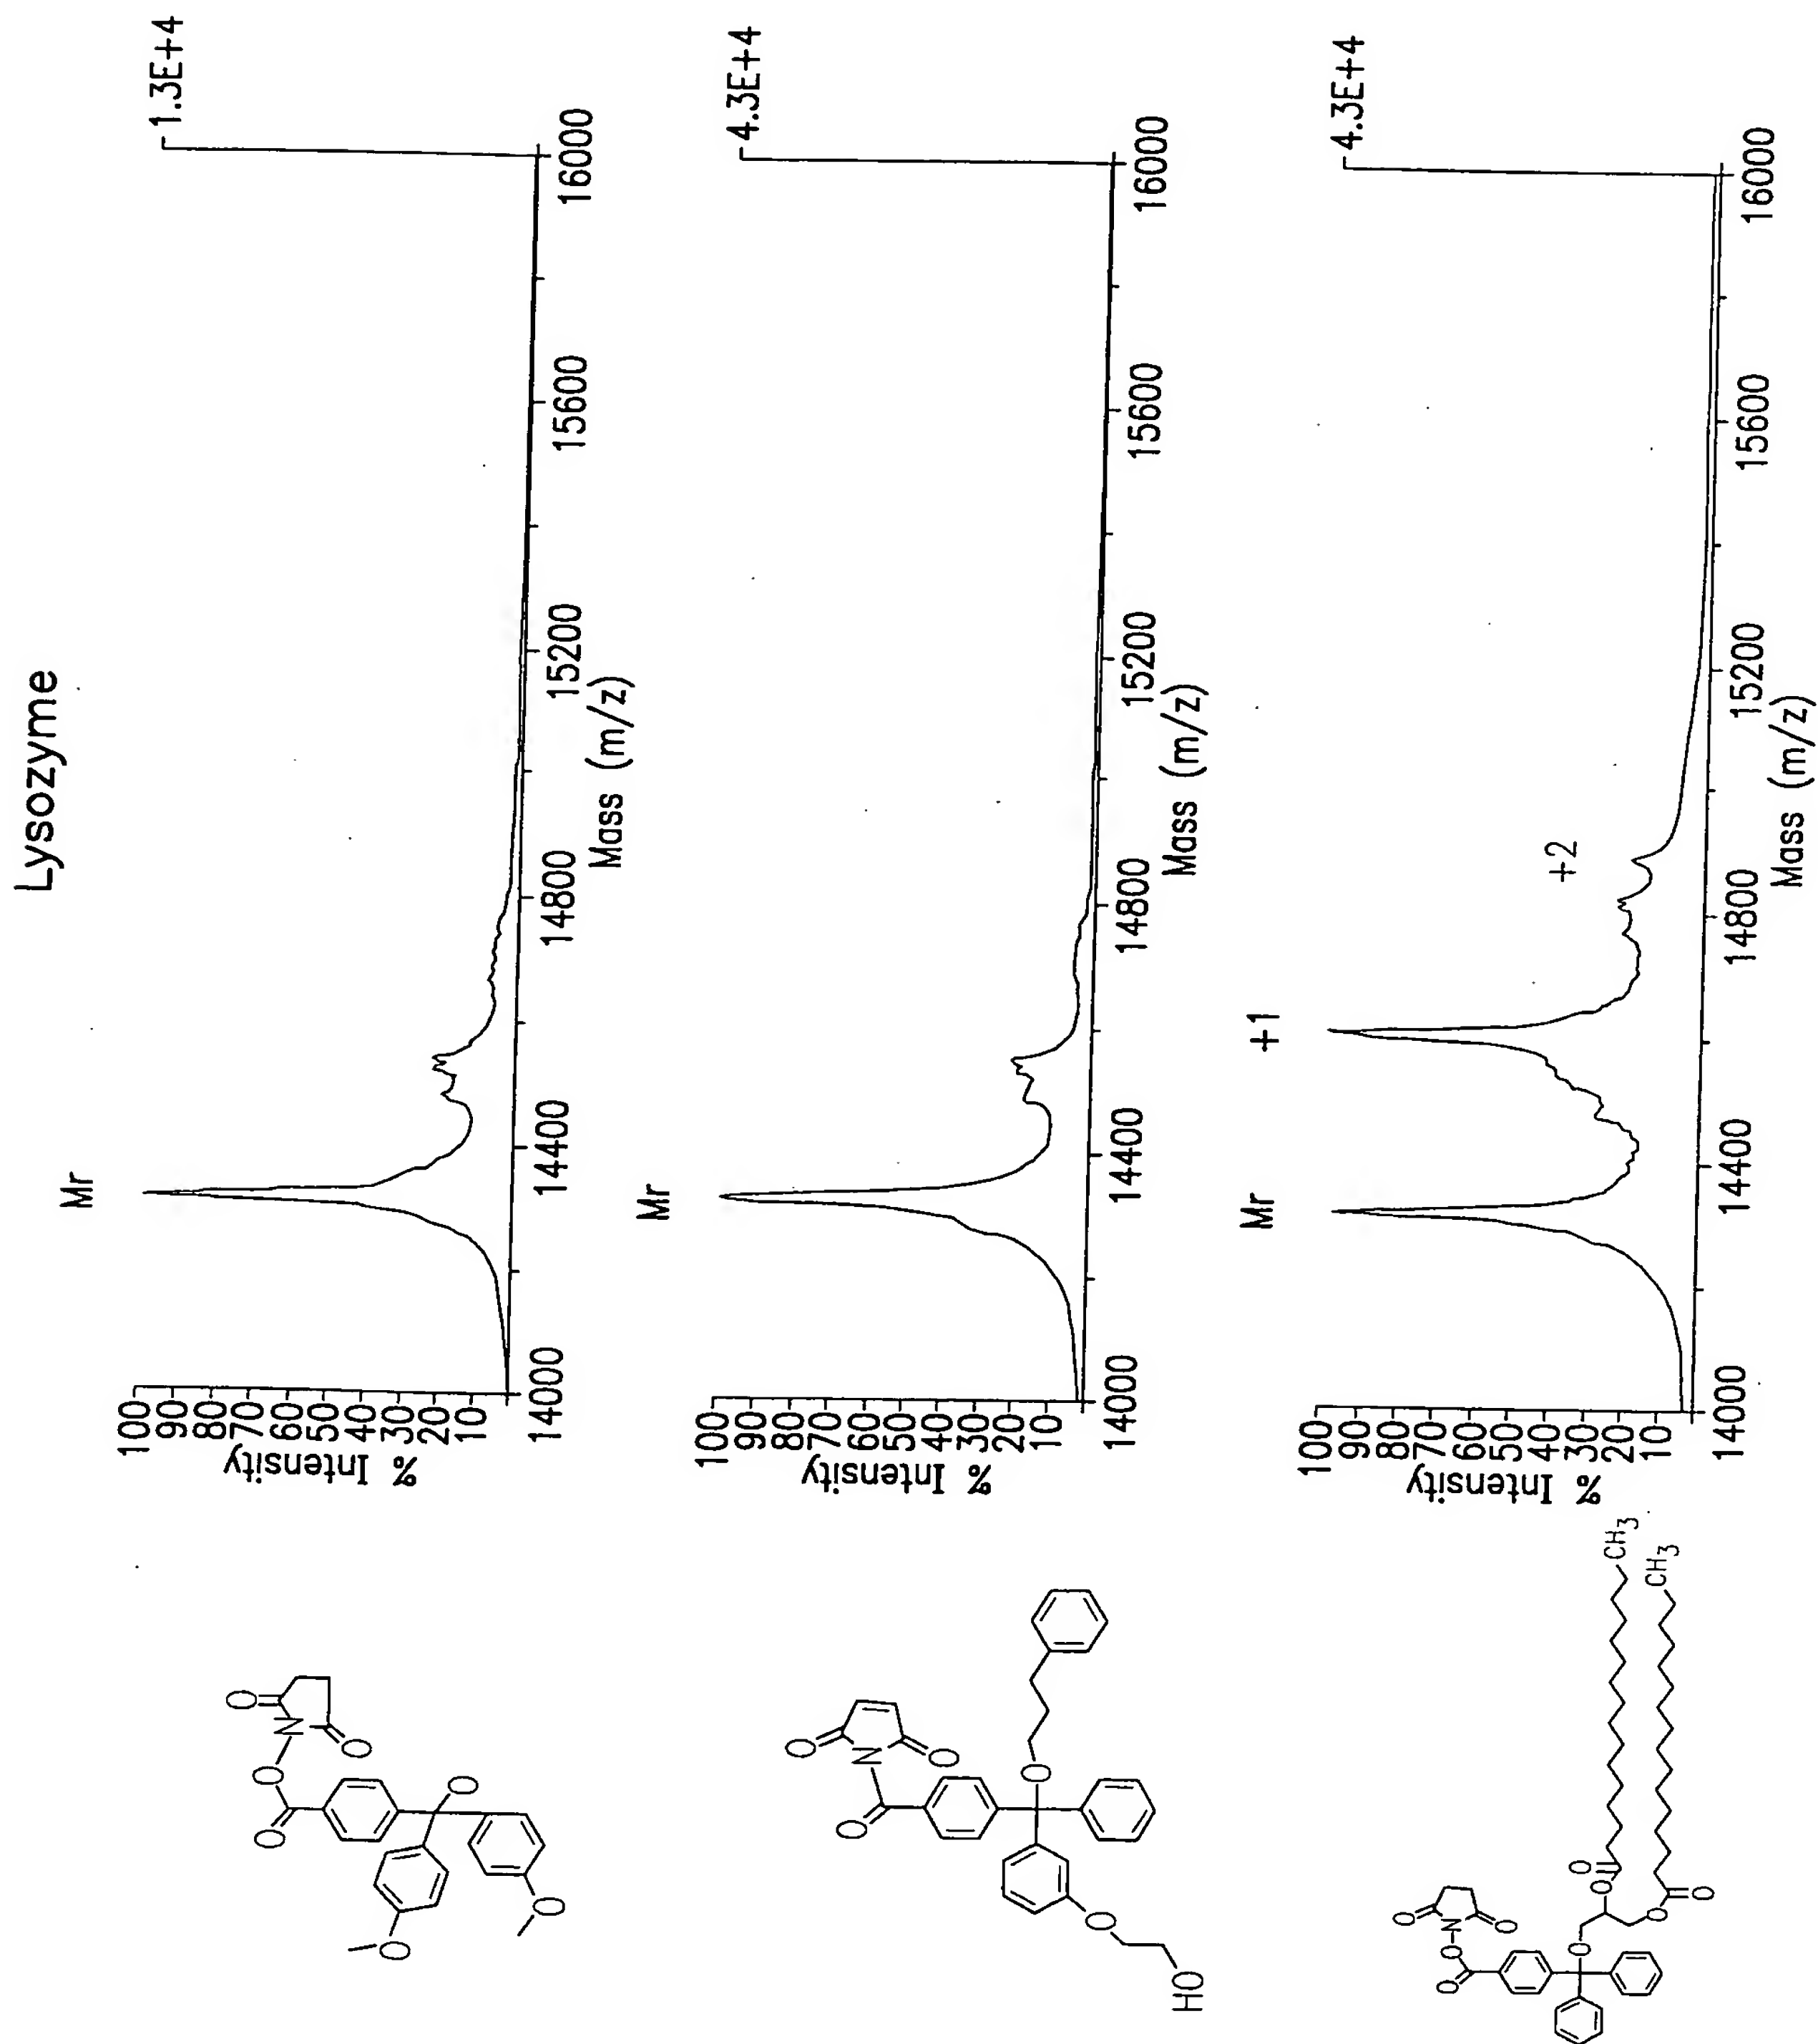 Lysozyme
Mr
1.3E+4
100
90
80
70
60
50
40
30
20
10
% Intensity
14000
14400
14800
15200
15600
16000
Mass (m/z)
O
O
N
O
O
O
O
O
O
Mr
4.3E+4
100
90
80
70
60
50
40
30
20
10
% Intensity
14000
14400
14800
15200
15600
16000
Mass (m/z)
O
N
O
O
O
O
HO
Mr
+1
+2
4.3E+4
100
90
80
70
60
50
40
30
20
10
% Intensity
14000
14400
14800
15200
15600
16000
Mass (m/z)
O
N
O
O
O
O
O
O
O
O
CH3
CH3